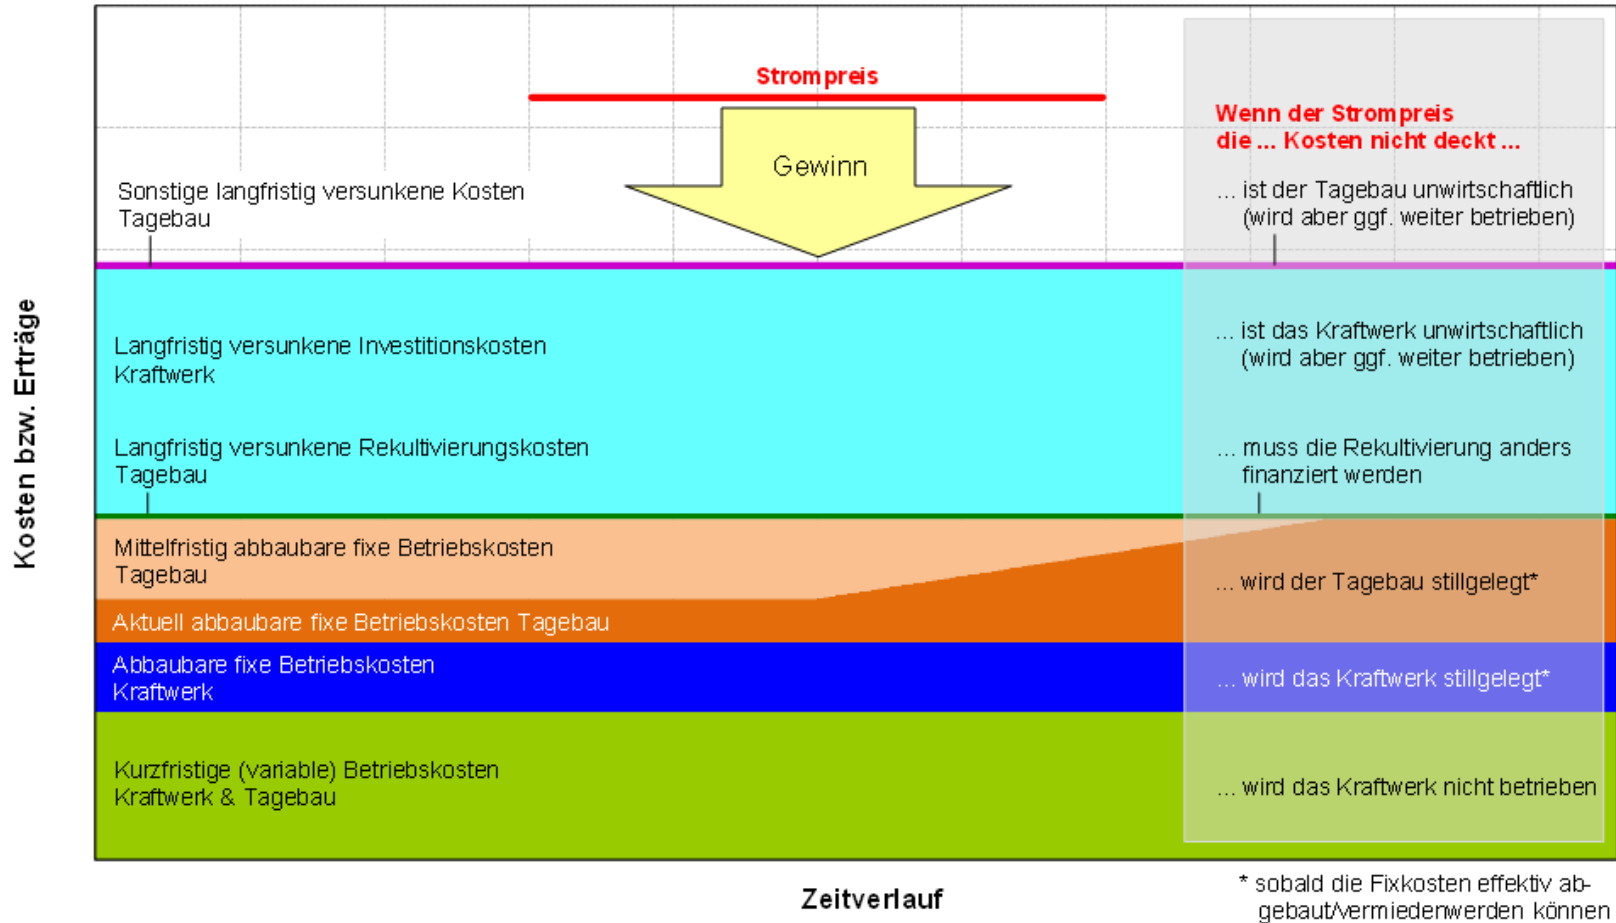 Strompreis
Gewinn
Wenn der Strompreis
die ... Kosten nicht deckt ...
Sonstige langfristig versunkene Kosten
Tagebau
... ist der Tagebau unwirtschaftlich
(wird aber ggf. weiter betrieben)
Langfristig versunkene Investitionskosten
Kraftwerk
... ist das Kraftwerk unwirtschaftlich
(wird aber ggf. weiter betrieben)
Langfristig versunkene Rekultivierungskosten
Tagebau
... muss die Rekultivierung anders
finanziert werden
Mittelfristig abbaubare fixe Betriebskosten
Tagebau
... wird der Tagebau stillgelegt*
Aktuell abbaubare fixe Betriebskosten Tagebau
Abbaubare fixe Betriebskosten
Kraftwerk
... wird das Kraftwerk stillgelegt*
Kurzfristige (variable) Betriebskosten
Kraftwerk & Tagebau
... wird das Kraftwerk nicht betrieben
Kosten bzw. Erträge
Zeitverlauf
* sobald die Fixkosten effektiv ab-
gebaut/vermiedenwerden können